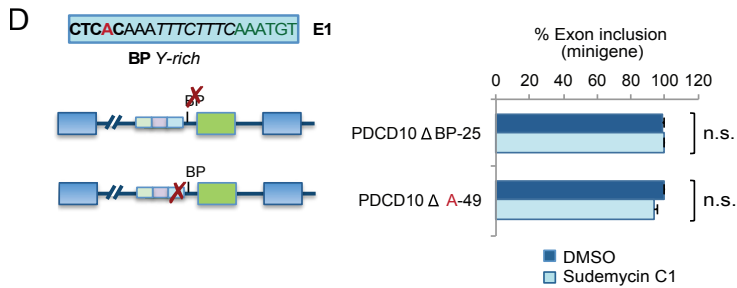 D
CTCACAAATTTCTTTCAAATGT E1
BP Y-rich
BP
BP
% Exon inclusion
(minigene)
0 20 40 60 80 100 120
PDCD10 Δ BP-25 n.s.
PDCD10 Δ A-49 n.s.
DMSO
Sudemycin C1